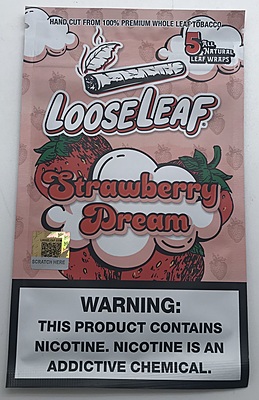 HAND CUT FROM 100% PREMIUM WHOLE LEAF TOBACCO
5 ALL
NATURAL
LEAF WRAPS
LOOSELEAF
Strawberry
Dream
SCRATCH HERE
WARNING:
THIS PRODUCT CONTAINS
NICOTINE. NICOTINE IS AN
ADDICTIVE CHEMICAL.